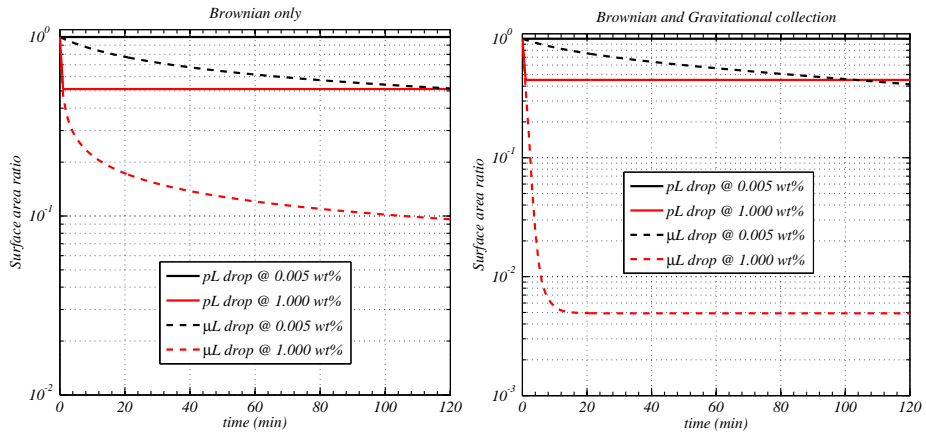 Brownian only
10^0
10^-1
10^-2
Surface area ratio
pL drop @ 0.005 wt%
pL drop @ 1.000 wt%
µL drop @ 0.005 wt%
µL drop @ 1.000 wt%
0 20 40 60 80 100 120
time (min)
Brownian and Gravitational collection
10^0
10^-1
10^-2
10^-3
Surface area ratio
pL drop @ 0.005 wt%
pL drop @ 1.000 wt%
µL drop @ 0.005 wt%
µL drop @ 1.000 wt%
0 20 40 60 80 100 120
time (min)